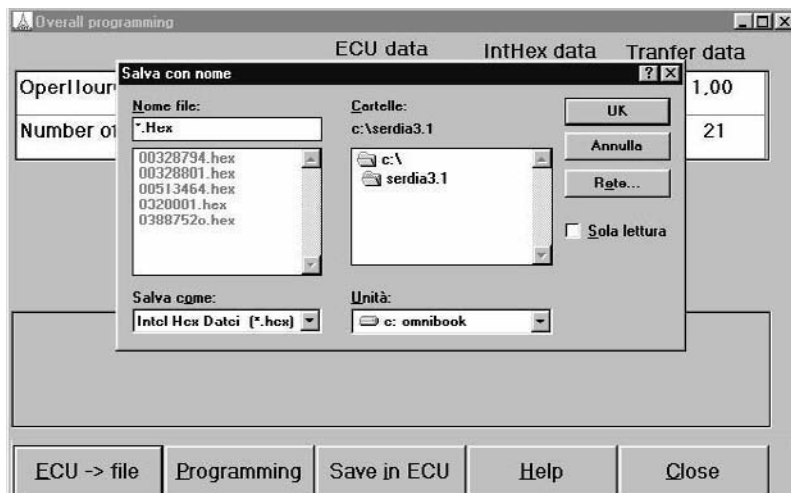 Overall programming
ECU data IntHex data Tranfer data
Salva con nome
OperHour 1,00
Number of 21
Nome file:
*.Hex
00328794.hex
00328801.hex
00513464.hex
0320001.hex
0388752o.hex
Salva come:
Intel Hex Datei (*.hex)
Cartelle:
c:\serdia3.1
c:\
serdia3.1
Unità:
c: omnibook
OK
Annulla
Rete...
Sola lettura
ECU -> file Programming Save in ECU Help Close